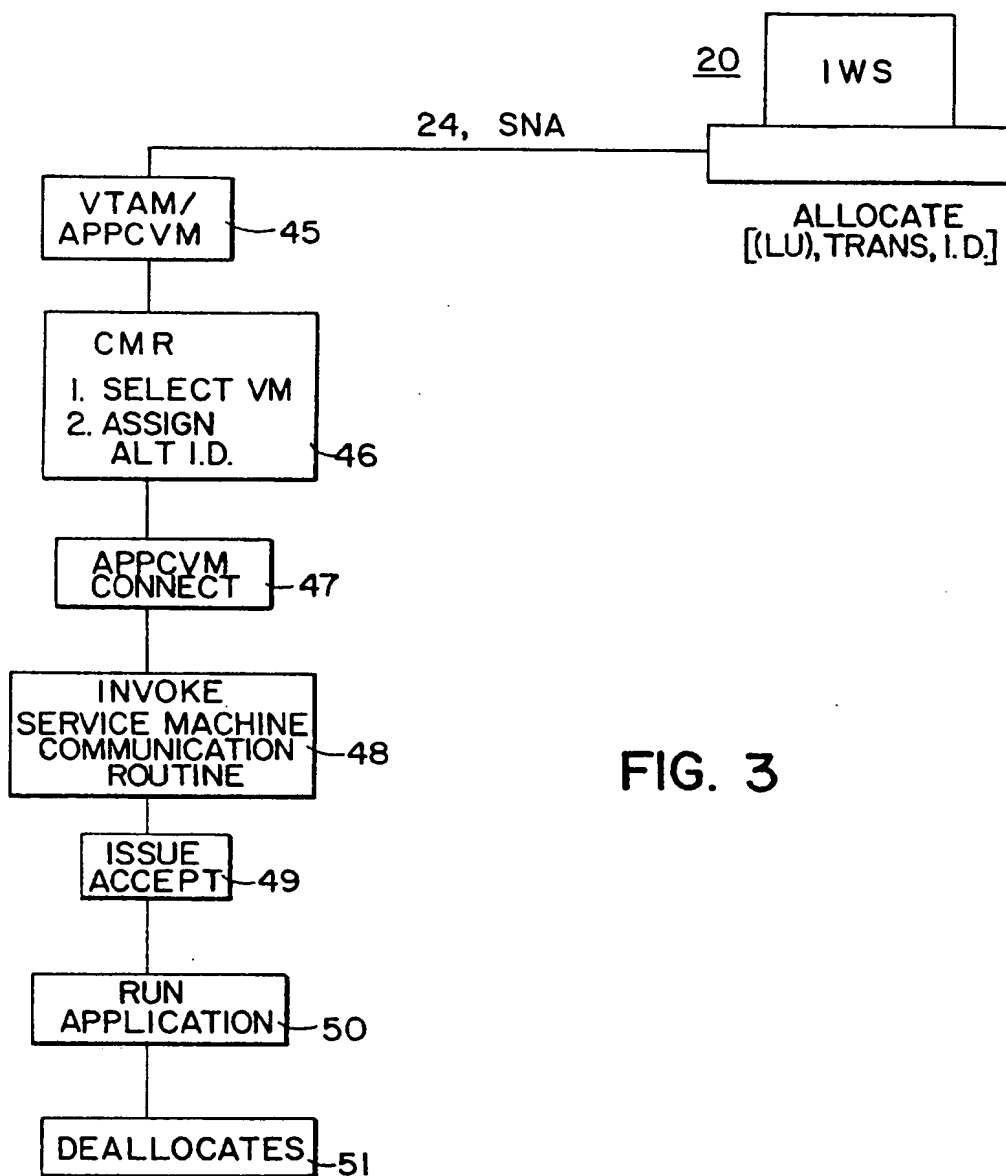 20
IWS
24, SNA
ALLOCATE
[(LU), TRANS, I.D.]
VTAM/
APPCVM
45
CMR
1. SELECT VM
2. ASSIGN
ALT I.D.
46
APPCVM
CONNECT
47
INVOKE
SERVICE MACHINE
COMMUNICATION
ROUTINE
48
ISSUE
ACCEPT
49
FIG. 3
RUN
APPLICATION
50
DEALLOCATES
51